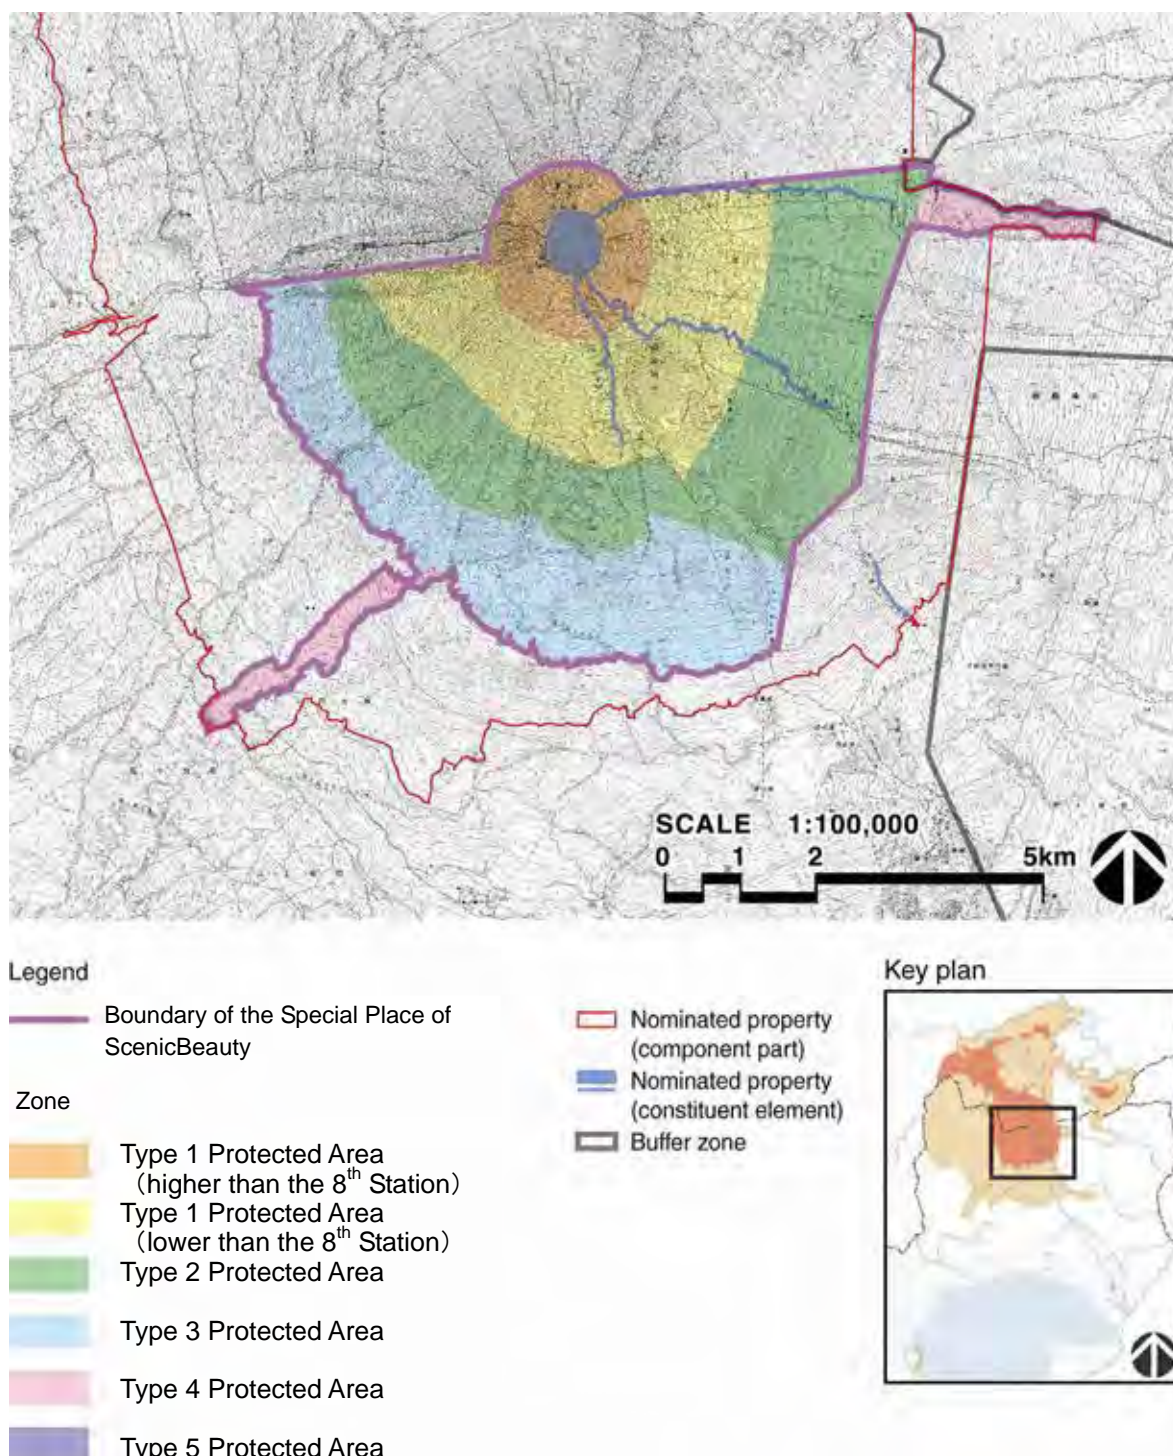 SCALE 1:100,000
0 1 2 5km
Legend
Boundary of the Special Place of
ScenicBeauty
Zone
Type 1 Protected Area
（higher than the 8th Station）
Type 1 Protected Area
（lower than the 8th Station）
Type 2 Protected Area
Type 3 Protected Area
Type 4 Protected Area
Type 5 Protected Area
Nominated property
(component part)
Nominated property
(constituent element)
Buffer zone
Key plan